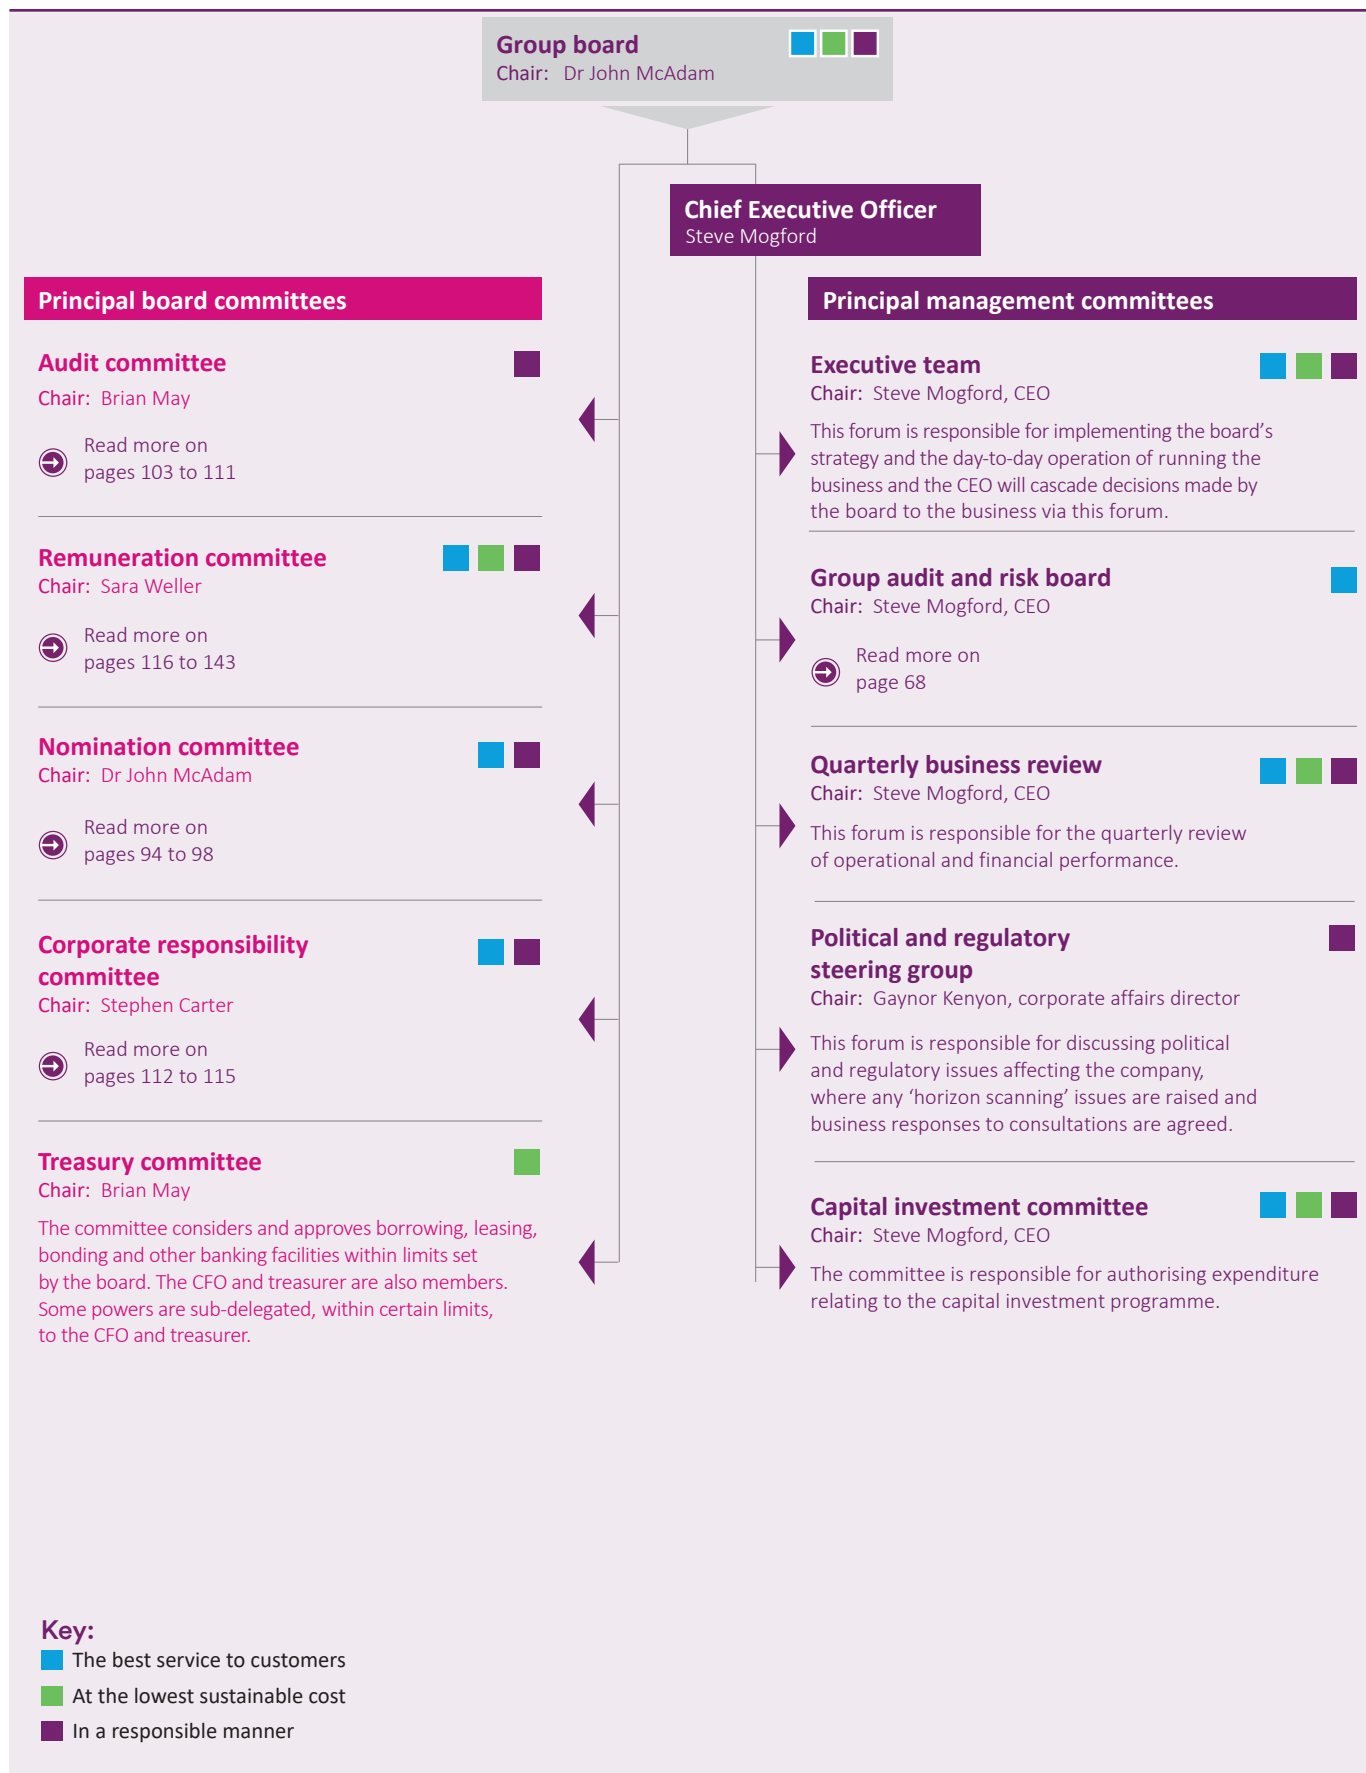 Group board
Chair: Dr John McAdam
Chief Executive Officer
Steve Mogford
Principal board committees
Audit committee
Chair: Brian May
Read more on
pages 103 to 111
Remuneration committee
Chair: Sara Weller
Read more on
pages 116 to 143
Nomination committee
Chair: Dr John McAdam
Read more on
pages 94 to 98
Corporate responsibility
committee
Chair: Stephen Carter
Read more on
pages 112 to 115
Treasury committee
Chair: Brian May
The committee considers and approves borrowing, leasing,
bonding and other banking facilities within limits set
by the board. The CFO and treasurer are also members.
Some powers are sub-delegated, within certain limits,
to the CFO and treasurer.
Principal management committees
Executive team
Chair: Steve Mogford, CEO
This forum is responsible for implementing the board’s
strategy and the day-to-day operation of running the
business and the CEO will cascade decisions made by
the board to the business via this forum.
Group audit and risk board
Chair: Steve Mogford, CEO
Read more on
page 68
Quarterly business review
Chair: Steve Mogford, CEO
This forum is responsible for the quarterly review
of operational and financial performance.
Political and regulatory
steering group
Chair: Gaynor Kenyon, corporate affairs director
This forum is responsible for discussing political
and regulatory issues affecting the company,
where any ‘horizon scanning’ issues are raised and
business responses to consultations are agreed.
Capital investment committee
Chair: Steve Mogford, CEO
The committee is responsible for authorising expenditure
relating to the capital investment programme.
Key:
The best service to customers
At the lowest sustainable cost
In a responsible manner